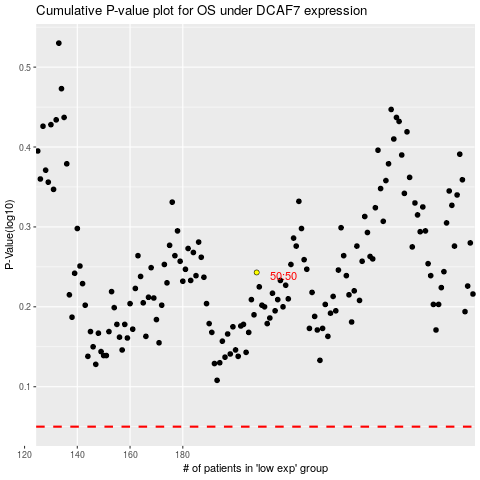 Cumulative P-value plot for OS under DCAF7 expression
P-Value(log10)
0.5
0.4
0.3
0.2
0.1
50:50
120 140 160 180
# of patients in 'low exp' group